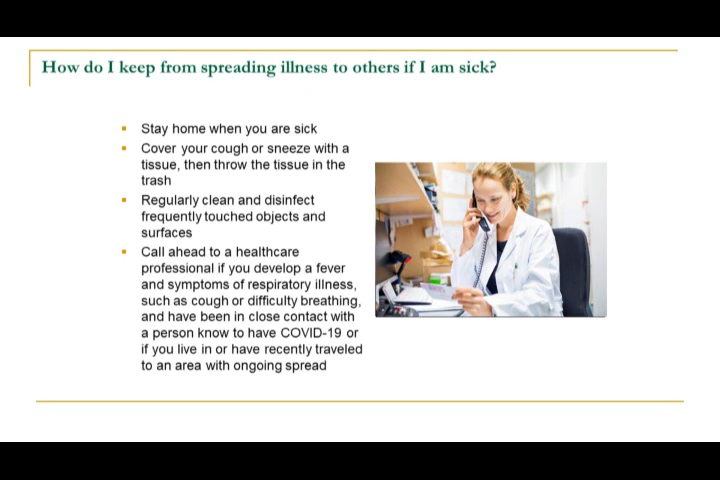 How do I keep from spreading illness to others if I am sick?
Stay home when you are sick
Cover your cough or sneeze with a
tissue, then throw the tissue in the
trash
Regularly clean and disinfect
frequently touched objects and
surfaces
Call ahead to a healthcare
professional if you develop a fever
and symptoms of respiratory illness,
such as cough or difficulty breathing,
and have been in close contact with
a person know to have COVID-19 or
if you live in or have recently traveled
to an area with ongoing spread